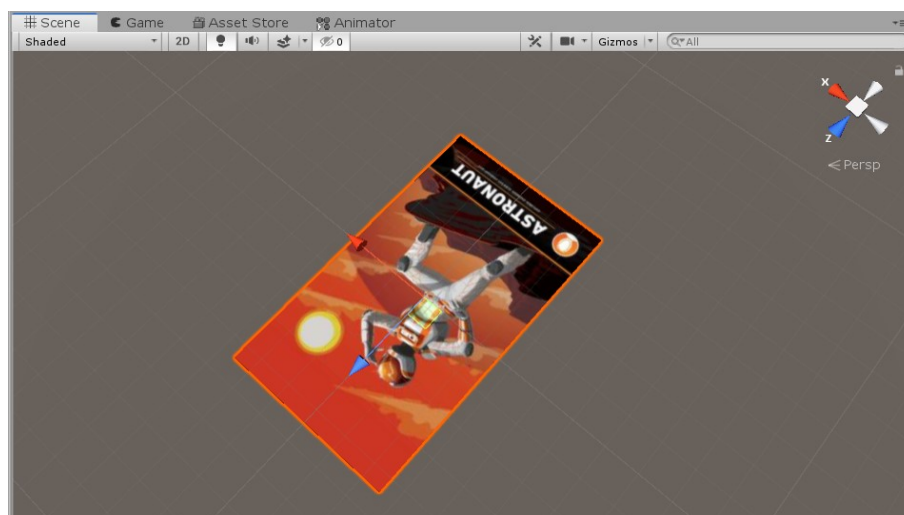 Scene Game Asset Store Animator
Shaded 2D 0 Gizmos All
x
z
Persp
ASTRONAUT